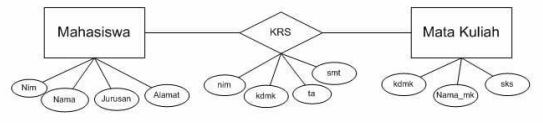 Mahasiswa
KRS
Mata Kuliah
Nim
Nama
Jurusan
Alamat
nim
kdmk
ta
smt
kdmk
Nama_mk
sks